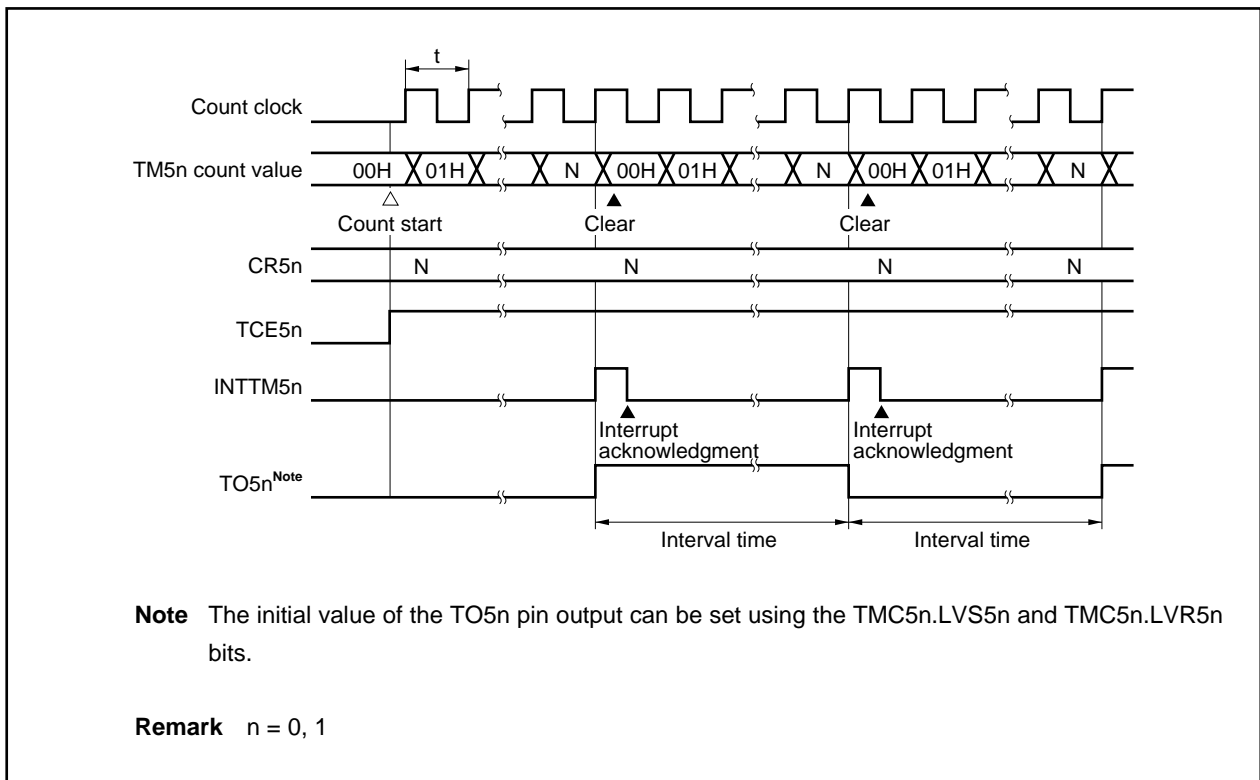 t
Count clock
TM5n count value 00H 01H N 00H 01H N 00H 01H N
Count start Clear Clear
CR5n N N N N
TCE5n
INTTM5n
Interrupt acknowledgment Interrupt acknowledgment
TO5nNote
Interval time Interval time
Note The initial value of the TO5n pin output can be set using the TMC5n.LVS5n and TMC5n.LVR5n
bits.
Remark n = 0, 1